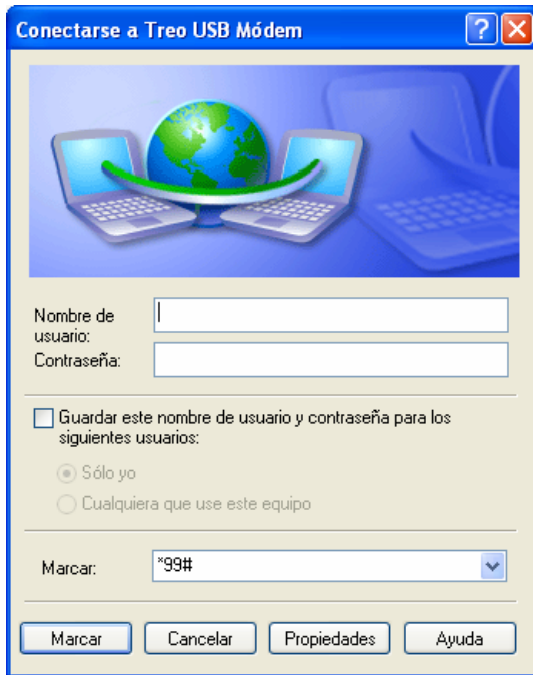 Conectarse a Treo USB Módem
Nombre de
usuario:
Contraseña:
Guardar este nombre de usuario y contraseña para los
siguientes usuarios:
Sólo yo
Cualquiera que use este equipo
Marcar: *99#
Marcar Cancelar Propiedades Ayuda